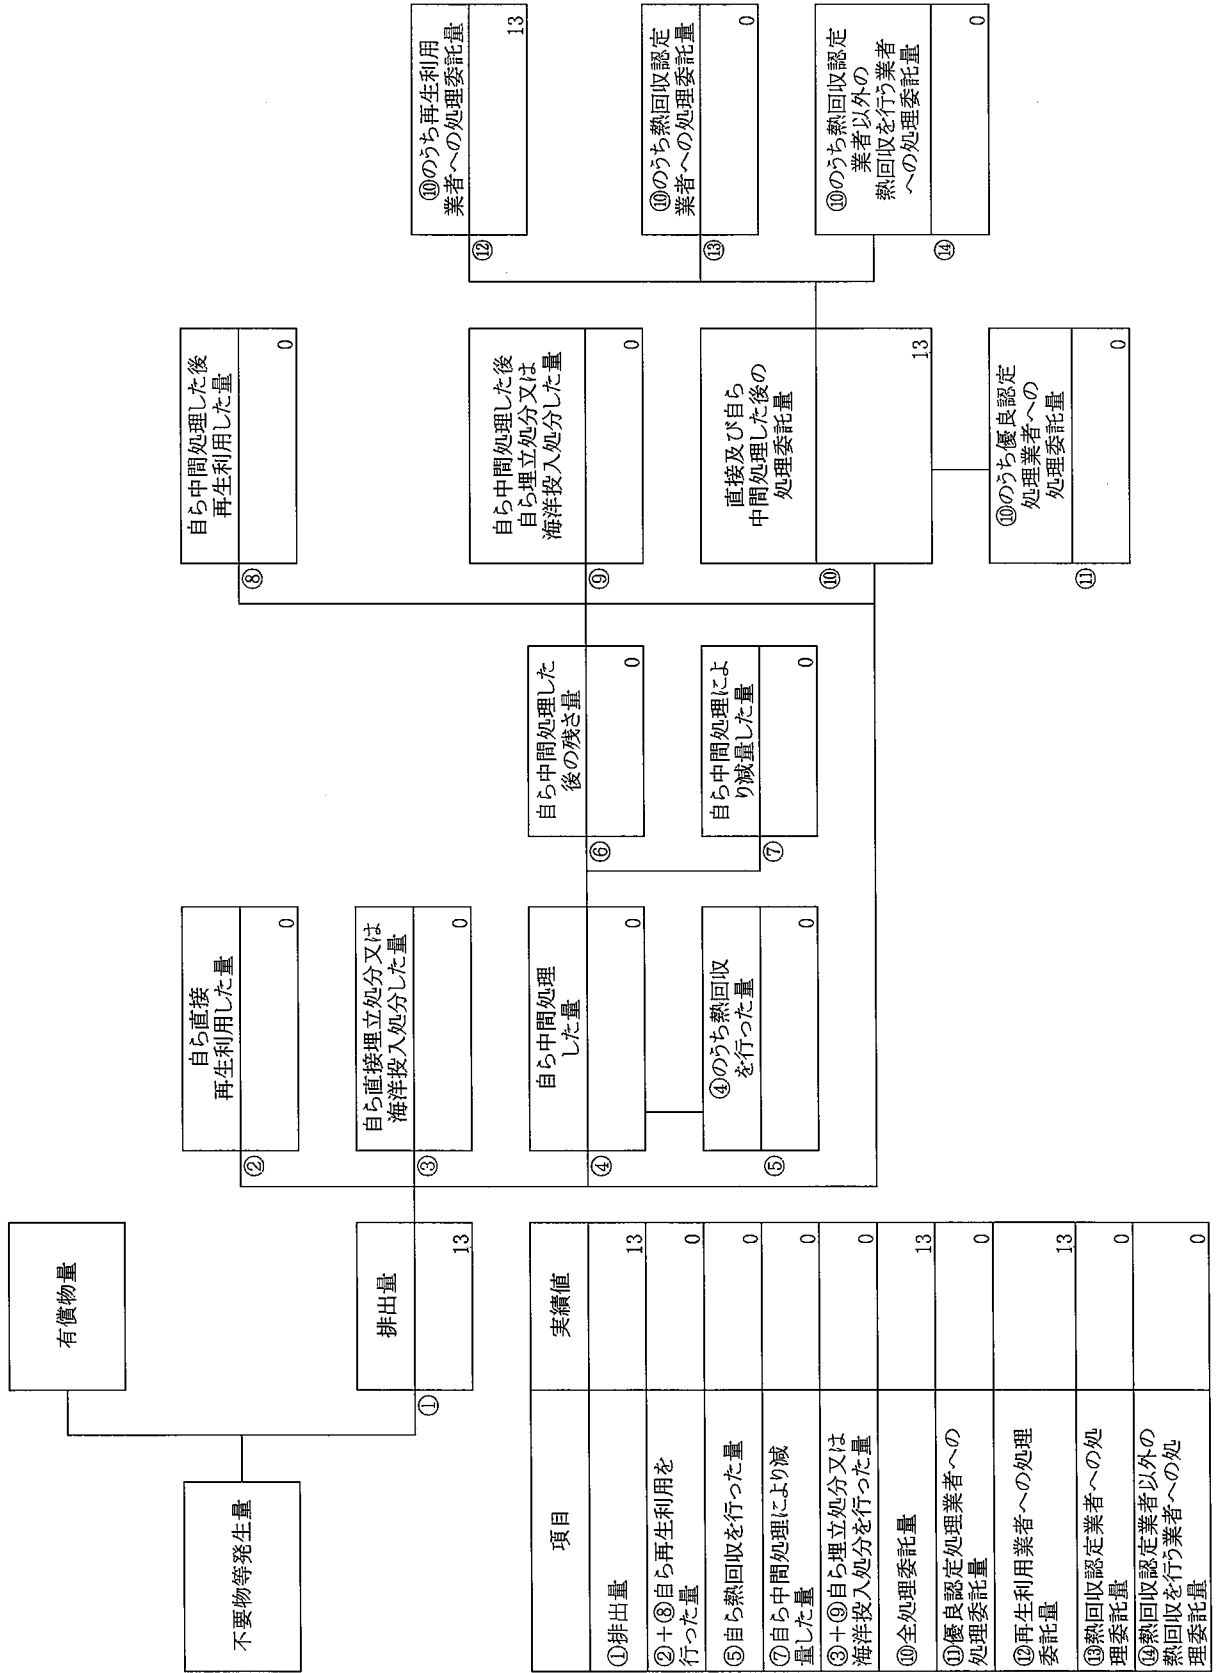 不要物等発生量
有償物量
①
排出量
13
②
自ら直接
再生利用した量
0
③
自ら直接埋立処分又は
海洋投入処分した量
0
④
自ら中間処理
した量
0
⑤
④のうち熱回収
を行った量
0
⑥
自ら中間処理した
後の残さ量
0
⑦
自ら中間処理によ
り減量した量
0
⑧
自ら中間処理した後
再生利用した量
0
⑨
自ら中間処理した後
自ら埋立処分又は
海洋投入処分した量
0
⑩
直接及び自ら
中間処理した後の
処理委託量
13
⑪
⑩のうち優良認定
処理業者への
処理委託量
0
⑫
⑩のうち再生利用
業者への処理委託量
13
⑬
⑩のうち熱回収認定
業者への処理委託量
0
⑭
⑩のうち熱回収認定
業者以外の
熱回収を行う業者
への処理委託量
0
項目 実績値
①排出量 13
②+⑧自ら再生利用を
行った量 0
⑤自ら熱回収を行った量 0
⑦自ら中間処理により減
量した量 0
③+⑨自ら埋立処分又は
海洋投入処分を行った量 0
⑩全処理委託量 13
⑪優良認定処理業者への
処理委託量 0
⑫再生利用業者への処理
委託量 13
⑬熱回収認定業者への処
理委託量 0
⑭熱回収認定業者以外の
熱回収を行う業者への処
理委託量 0